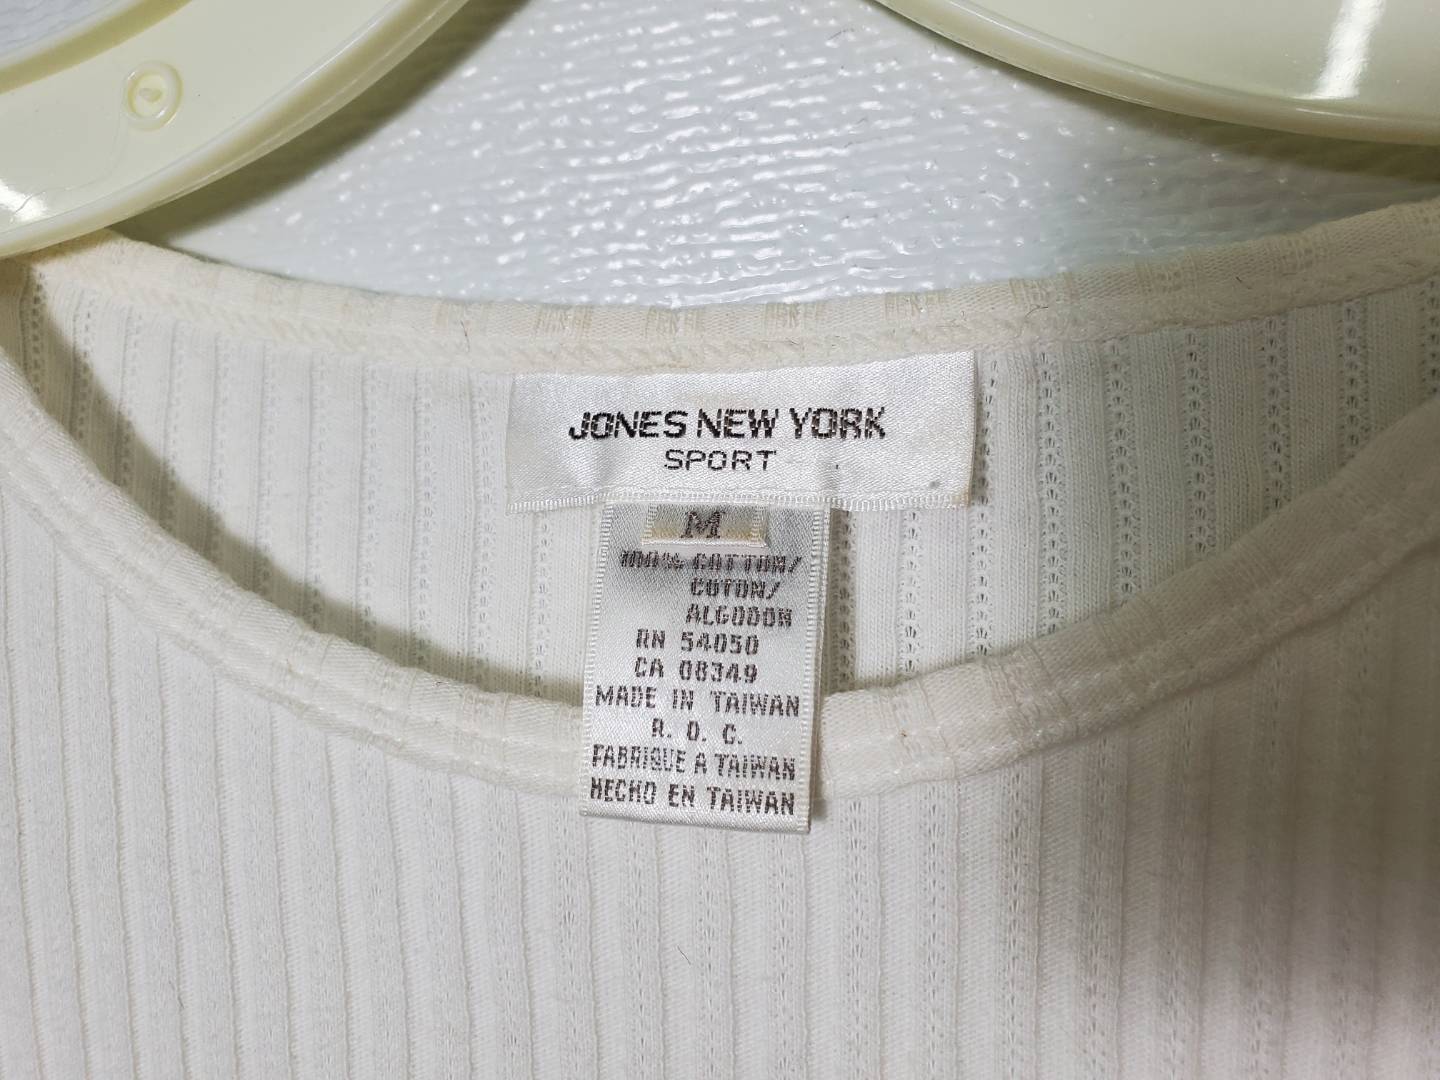 JONES NEW YORK
SPORT
M
100% COTTON/
COTON/
ALGODON
RN 54050
CA 08349
MADE IN TAIWAN
R. O. C.
FABRIQUE A TAIWAN
HECHO EN TAIWAN